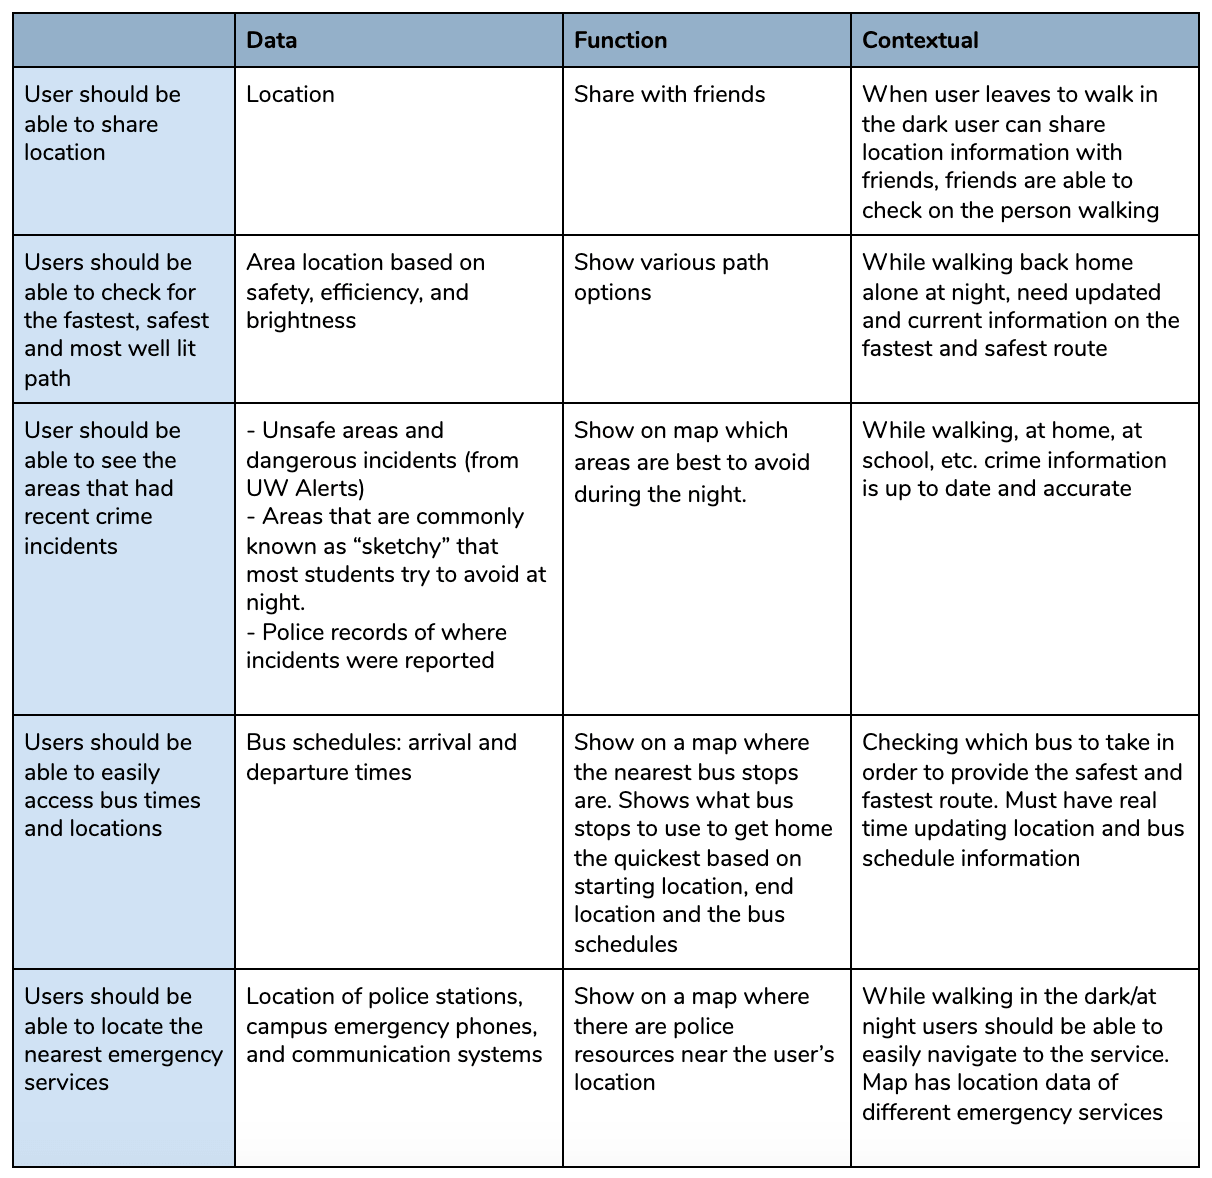 Data
Function
Contextual
User should be
able to share
location
Location
Share with friends
When user leaves to walk in
the dark user can share
location information with
friends, friends are able to
check on the person walking
Users should be
able to check for
the fastest, safest
and most well lit
path
Area location based on
safety, efficiency, and
brightness
Show various path
options
While walking back home
alone at night, need updated
and current information on the
fastest and safest route
User should be
able to see the
areas that had
recent crime
incidents
- Unsafe areas and
dangerous incidents (from
UW Alerts)
- Areas that are commonly
known as “sketchy” that
most students try to avoid at
night.
- Police records of where
incidents were reported
Show on map which
areas are best to avoid
during the night.
While walking, at home, at
school, etc. crime information
is up to date and accurate
Users should be
able to easily
access bus times
and locations
Bus schedules: arrival and
departure times
Show on a map where
the nearest bus stops
are. Shows what bus
stops to use to get home
the quickest based on
starting location, end
location and the bus
schedules
Checking which bus to take in
order to provide the safest and
fastest route. Must have real
time updating location and bus
schedule information
Users should be
able to locate the
nearest emergency
services
Location of police stations,
campus emergency phones,
and communication systems
Show on a map where
there are police
resources near the user’s
location
While walking in the dark/at
night users should be able to
easily navigate to the service.
Map has location data of
different emergency services